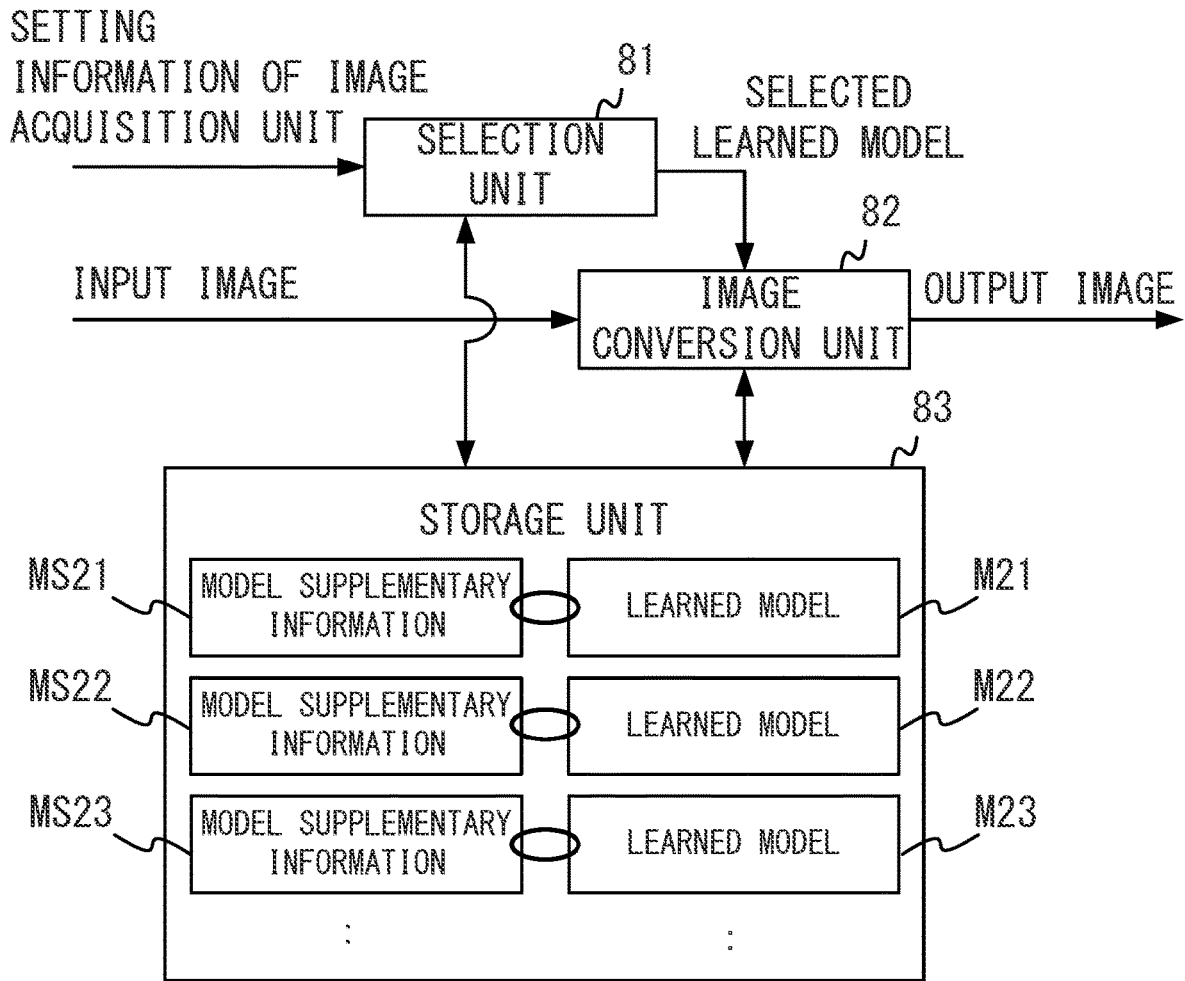 SETTING
INFORMATION OF IMAGE
ACQUISITION UNIT
81
SELECTION
UNIT
SELECTED
LEARNED MODEL
82
INPUT IMAGE
IMAGE
CONVERSION UNIT
OUTPUT IMAGE
83
STORAGE UNIT
MS21
MODEL SUPPLEMENTARY
INFORMATION
LEARNED MODEL
M21
MS22
MODEL SUPPLEMENTARY
INFORMATION
LEARNED MODEL
M22
MS23
MODEL SUPPLEMENTARY
INFORMATION
LEARNED MODEL
M23